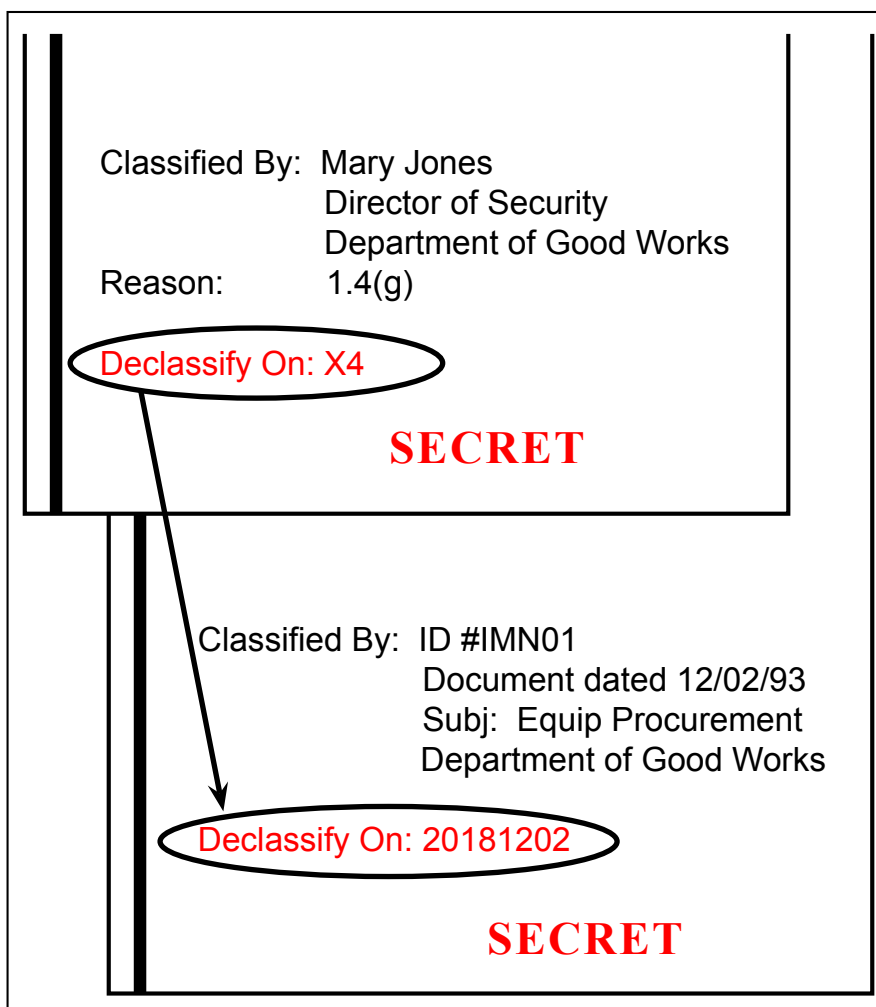 Classified By: Mary Jones
Director of Security
Department of Good Works
Reason: 1.4(g)
Declassify On: X4
SECRET
Classified By: ID #IMN01
Document dated 12/02/93
Subj: Equip Procurement
Department of Good Works
Declassify On: 20181202
SECRET